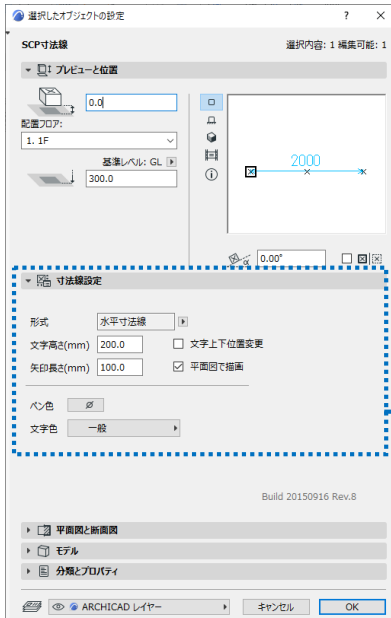 選択したオブジェクトの設定 ? ×
SCP寸法線 選択内容: 1 編集可能: 1
プレビューと位置
0.0
配置フロア:
1. 1F
基準レベル: GL
300.0
2000
α 0.00°
寸法線設定
形式 水平寸法線
文字高さ(mm) 200.0 文字上下位置変更
矢印長さ(mm) 100.0 平面図で描画
ペン色
文字色 一般
Build 20150916 Rev.8
平面図と断面図
モデル
分類とプロパティ
ARCHICAD レイヤー キャンセル OK